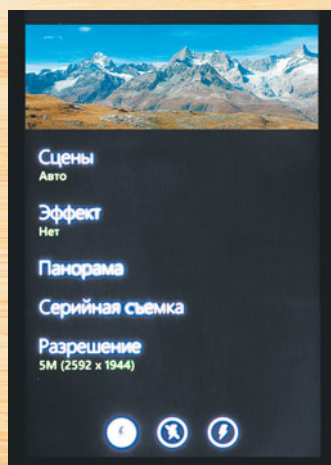 Сцены
Авто
Эффект
Нет
Панорама
Серийная съемка
Разрешение
5M (2592 x 1944)